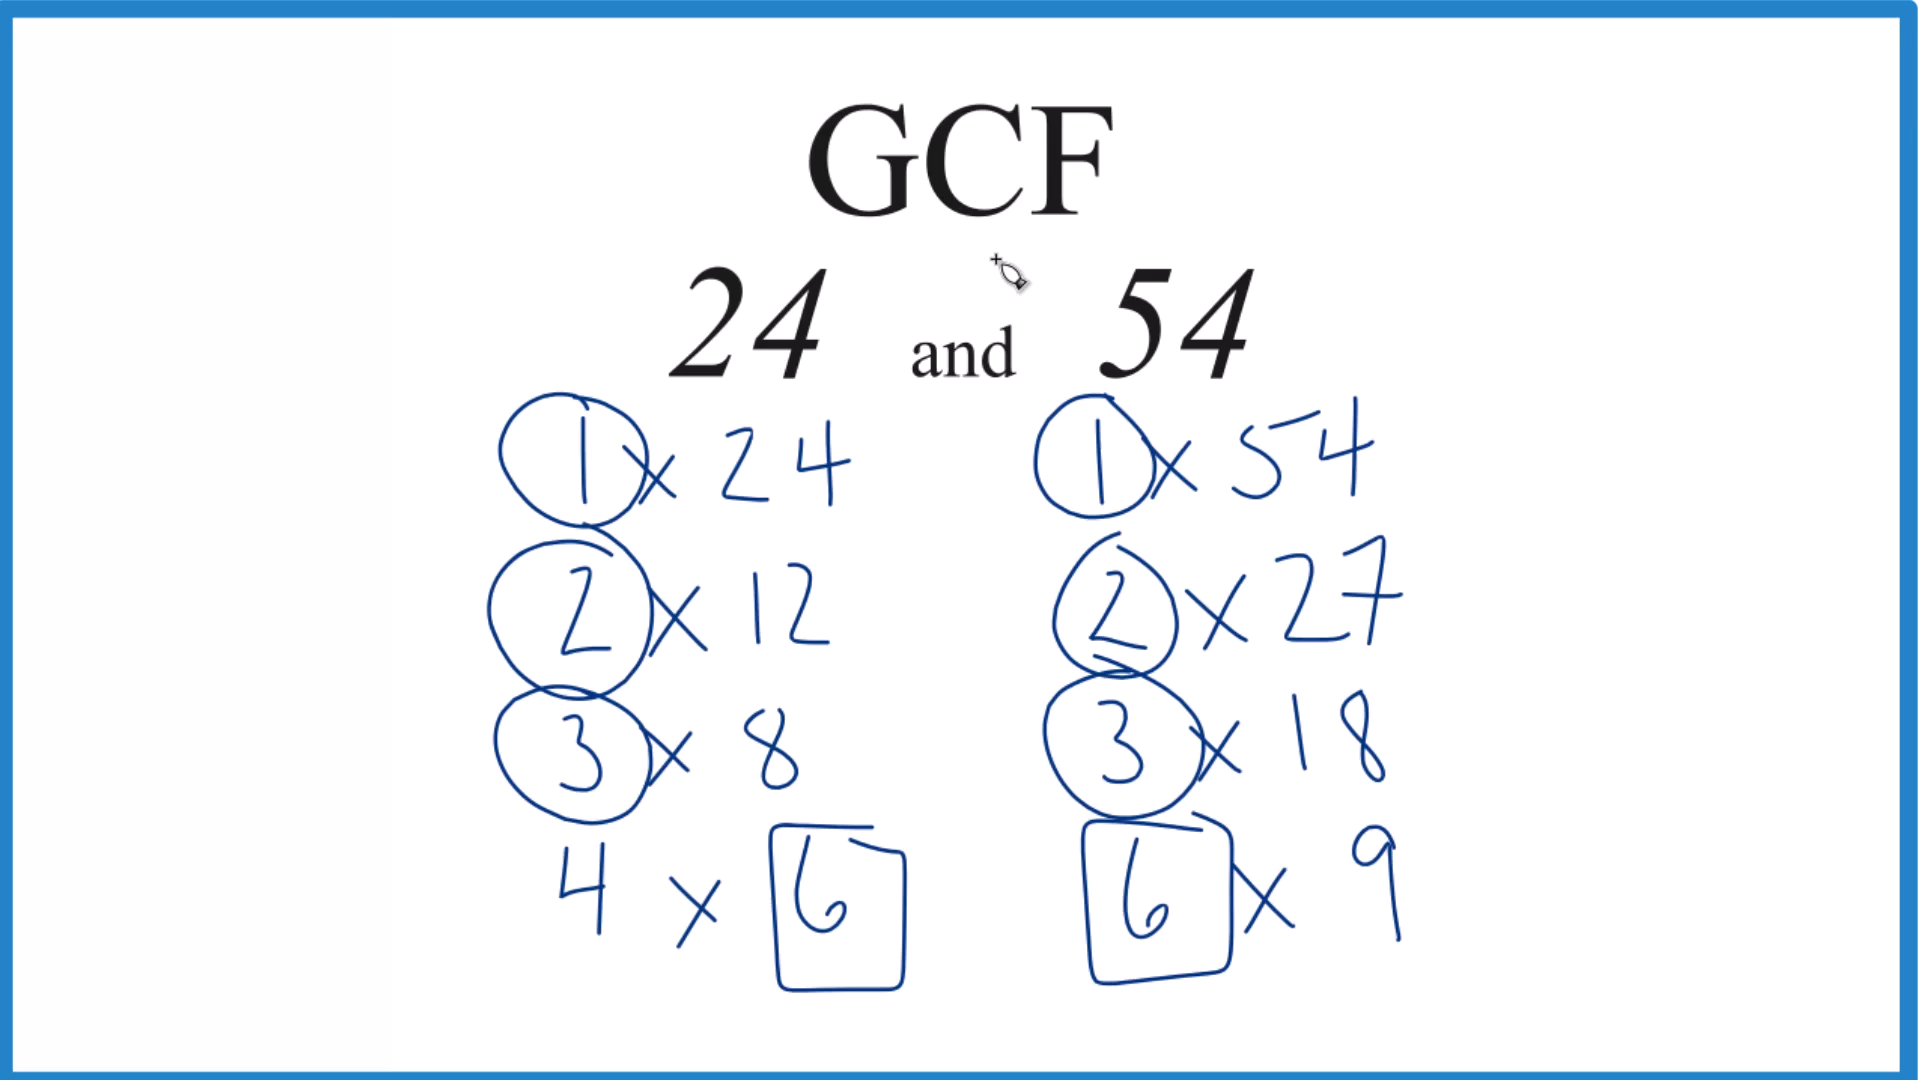 GCF
24 and 54
1 x 24 1 x 54
2 x 12 2 x 27
3 x 8 3 x 18
4 x 6 6 x 9